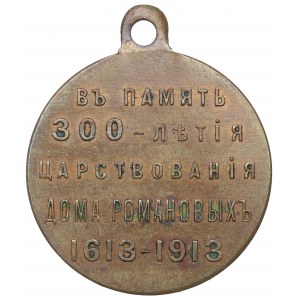 ВЪ ПАМЯТЬ
300-ЛѢТІЯ
ЦАРСТВОВАНІЯ
ДОМА РОМАНОВЫХЪ
1613-1913